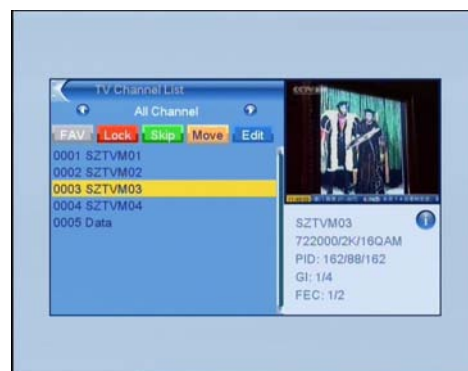 TV Channel List
All Channel
FAV Lock Skip Move Edit
0001 SZTVM01
0002 SZTVM02
0003 SZTVM03
0004 SZTVM04
0005 Data
SZTVM03
722000/2K/16QAM
PID: 162/88/162
GI: 1/4
FEC: 1/2